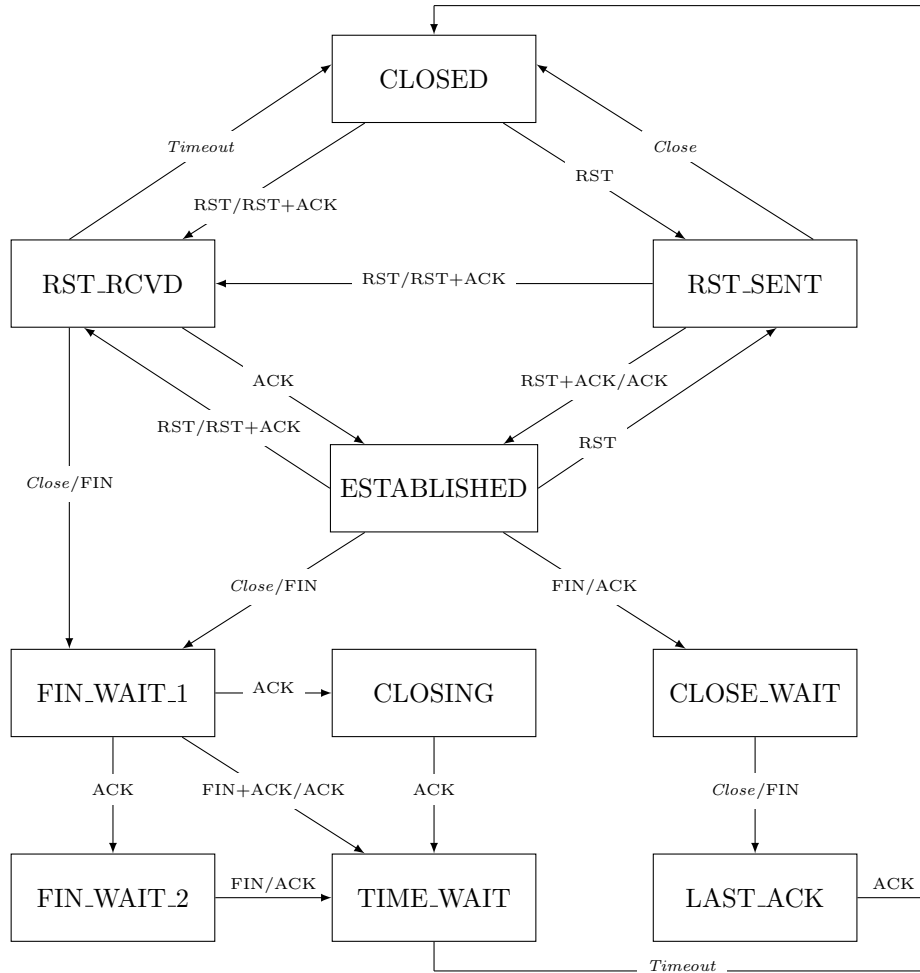 CLOSED
Timeout
Close
RST
RST/RST+ACK
RST_RCVD
RST/RST+ACK
RST_SENT
ACK
RST+ACK/ACK
RST/RST+ACK
RST
Close/FIN
ESTABLISHED
Close/FIN
FIN/ACK
FIN_WAIT_1
ACK
CLOSING
CLOSE_WAIT
ACK
FIN+ACK/ACK
ACK
Close/FIN
FIN_WAIT_2
FIN/ACK
TIME_WAIT
LAST_ACK
ACK
Timeout